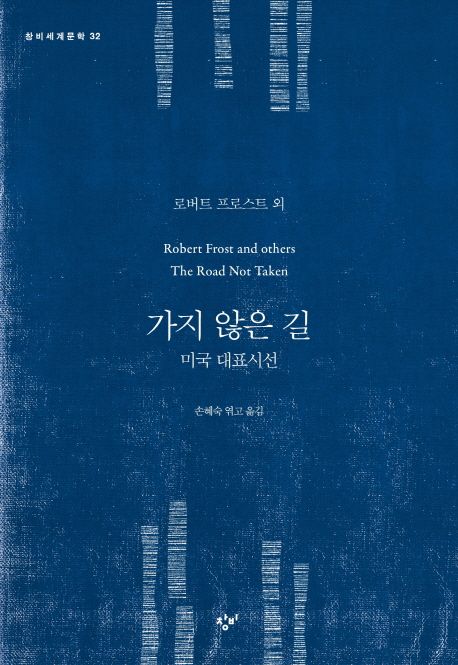 창비세계문학 32
로버트 프로스트 외
Robert Frost and others
The Road Not Taken
가지 않은 길
미국 대표시선
손혜숙 엮고 옮김
창비